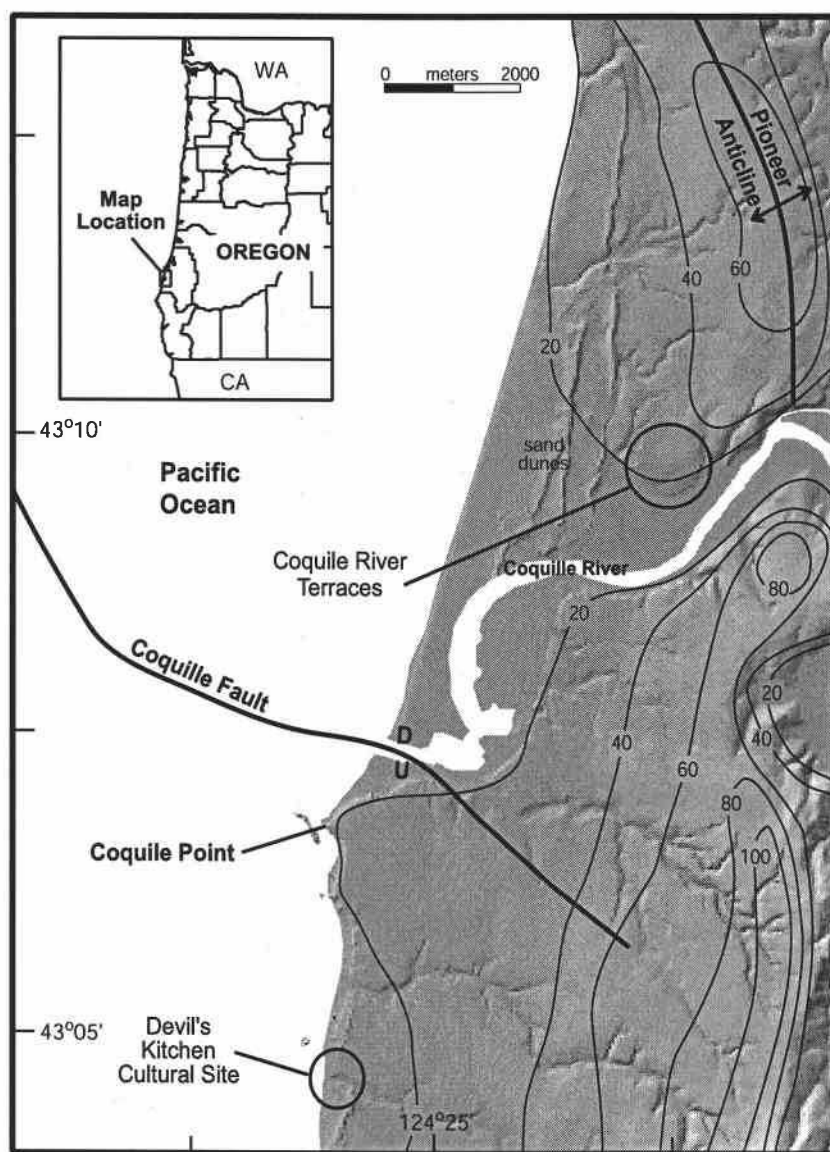 WA
Map
Location
OREGON
CA
0 meters 2000
Pioneer
Anticline
40
60
20
43°10'
sand
dunes
Pacific
Ocean
Coquile River
Terraces
Coquille River
80
20
Coquille Fault
20
40
D
U
40
60
80
Coquile Point
100
43°05'
Devil's
Kitchen
Cultural Site
124°25'